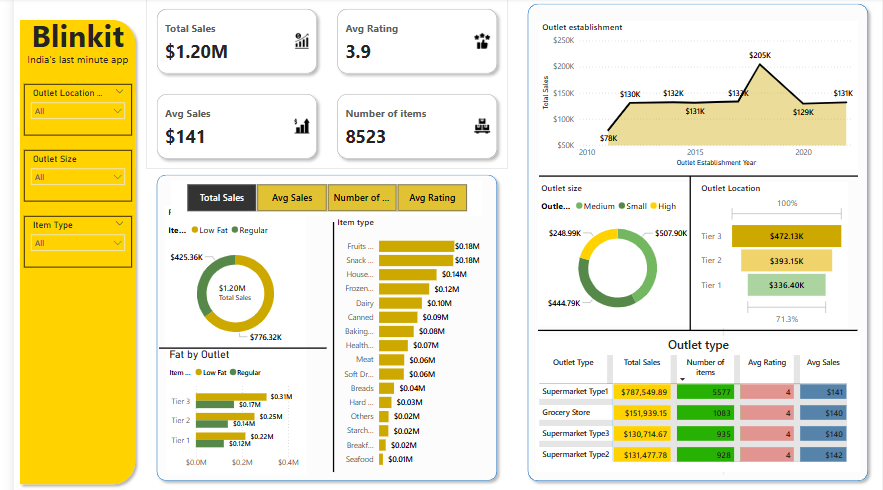 Blinkit
India's last minute app
Outlet Location ...
All
Outlet Size
All
Item Type
All
Total Sales
$1.20M
Avg Rating
3.9
Avg Sales
$141
Number of items
8523
Total Sales Avg Sales Number of ... Avg Rating
Ite... Low Fat Regular
$425.36K
$1.20M
Total Sales
$776.32K
Fat by Outlet
Item ... Low Fat Regular
Tier 3 $0.31M
$0.17M
Tier 2 $0.25M
$0.14M
Tier 1 $0.22M
$0.12M
$0.0M $0.2M $0.4M
Item type
Fruits ... $0.18M
Snack ... $0.18M
House... $0.14M
Frozen... $0.12M
Dairy $0.10M
Canned $0.09M
Baking... $0.08M
Health... $0.07M
Meat $0.06M
Soft Dr... $0.06M
Breads $0.04M
Hard ... $0.03M
Others $0.02M
Starch... $0.02M
Breakf... $0.02M
Seafood $0.01M
Outlet establishment
Total Sales
$250K
$200K
$150K
$100K
$50K
$78K
$130K
$132K
$131K
$205K
$129K
$131K
2010 2015 2020
Outlet Establishment Year
Outlet size
Outle... Medium Small High
$248.99K
$507.90K
$444.79K
Outlet Location
100%
Tier 3 $472.13K
Tier 2 $393.15K
Tier 1 $336.40K
71.3%
Outlet type
Outlet Type Total Sales Number of items Avg Rating Avg Sales
Supermarket Type1 $787,549.89 5577 4 $141
Grocery Store $151,939.15 1083 4 $140
Supermarket Type3 $130,714.67 935 4 $140
Supermarket Type2 $131,477.78 928 4 $142